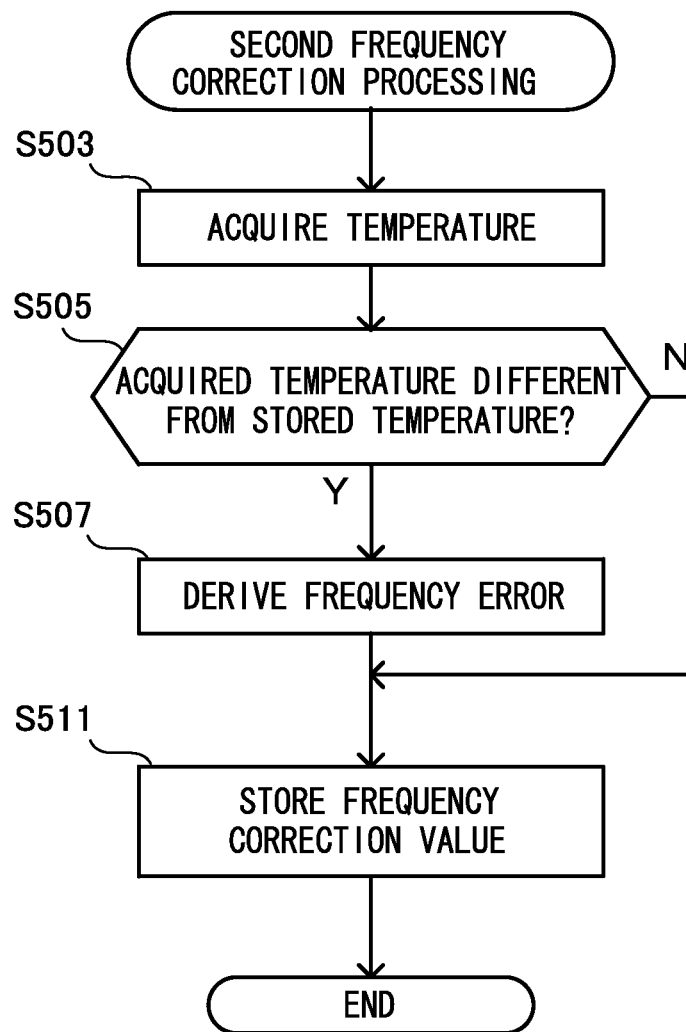 SECOND FREQUENCY
CORRECTION PROCESSING
S503
ACQUIRE TEMPERATURE
S505
ACQUIRED TEMPERATURE DIFFERENT
FROM STORED TEMPERATURE?
N
Y
S507
DERIVE FREQUENCY ERROR
S511
STORE FREQUENCY
CORRECTION VALUE
END